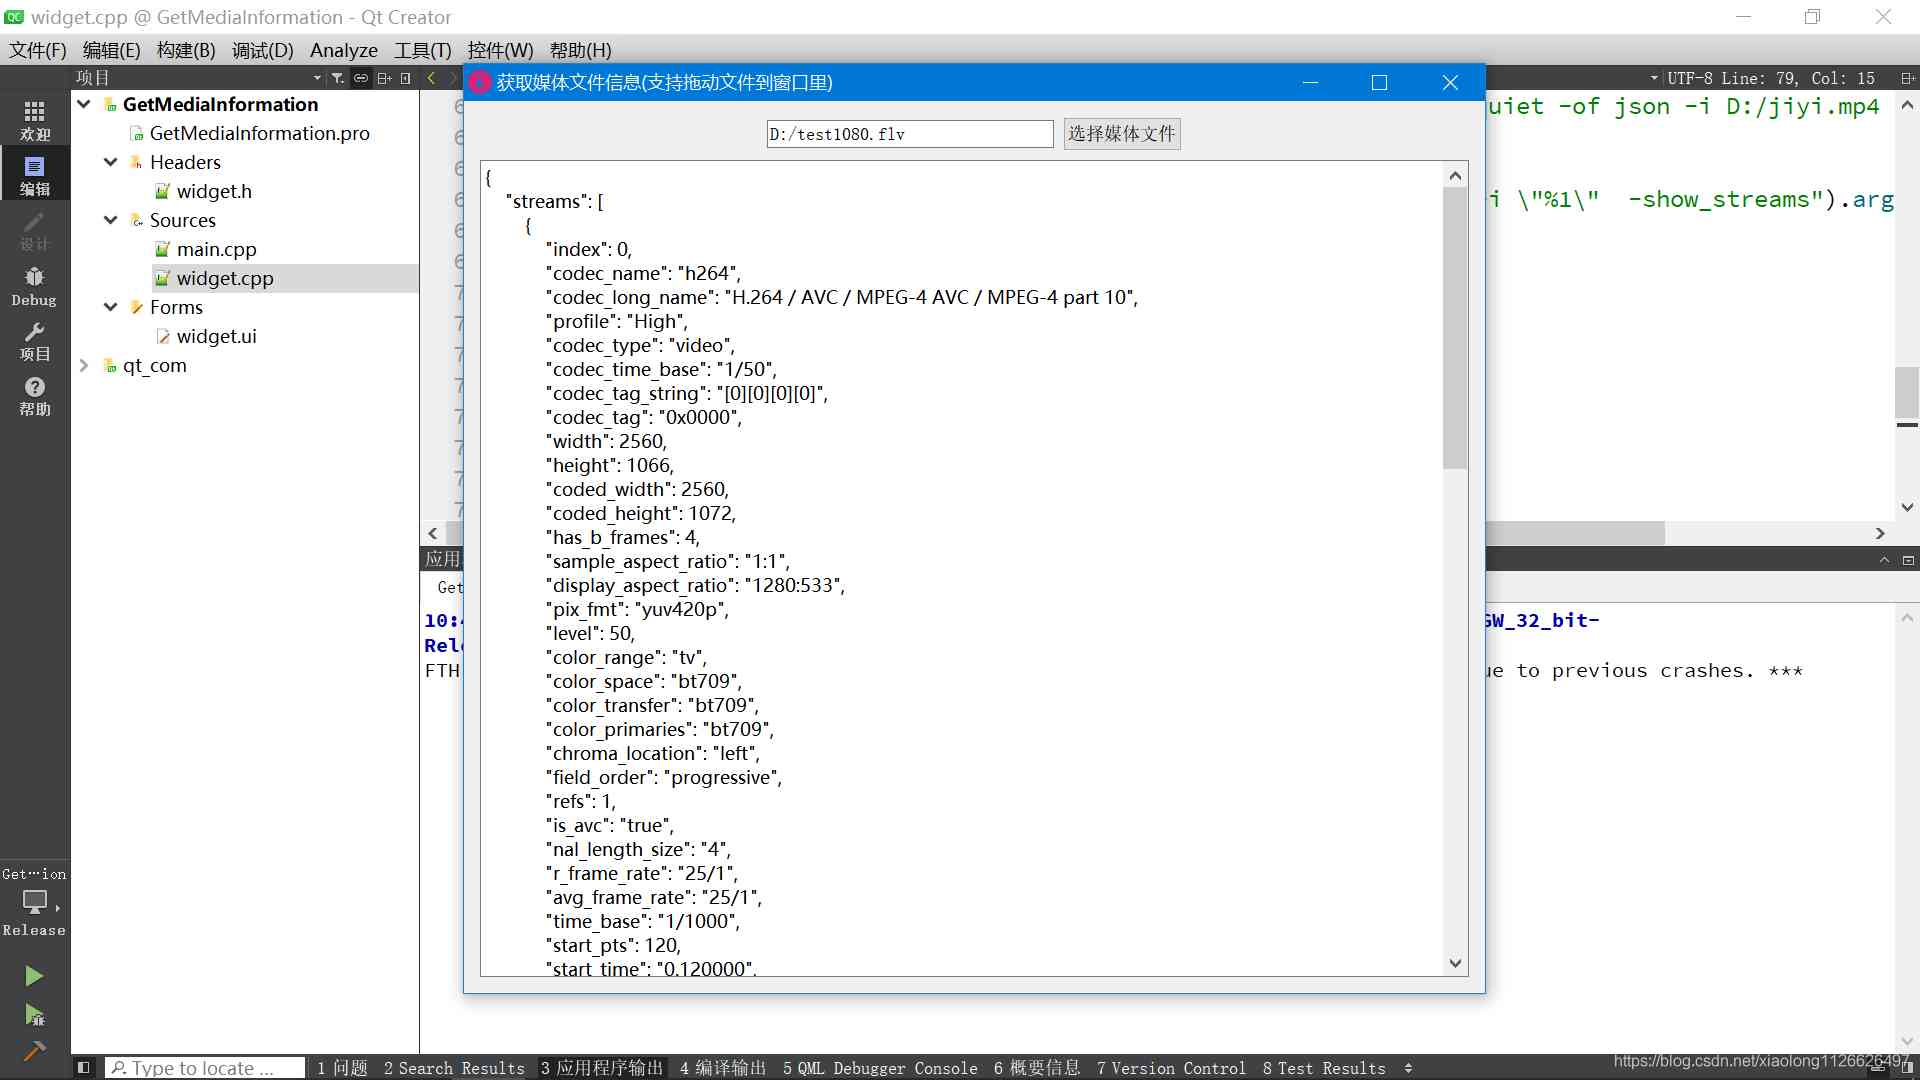 widget.cpp @ GetMediaInformation - Qt Creator
文件(F) 编辑(E) 构建(B) 调试(D) Analyze 工具(T) 控件(W) 帮助(H)
项目
UTF-8 Line: 79, Col: 15
欢迎
编辑
设计
Debug
项目
帮助
Get···ion
Release
GetMediaInformation
GetMediaInformation.pro
Headers
widget.h
Sources
main.cpp
widget.cpp
Forms
widget.ui
qt_com
获取媒体文件信息(支持拖动文件到窗口里)
D:/test1080.flv 选择媒体文件
{
"streams": [
{
"index": 0,
"codec_name": "h264",
"codec_long_name": "H.264 / AVC / MPEG-4 AVC / MPEG-4 part 10",
"profile": "High",
"codec_type": "video",
"codec_time_base": "1/50",
"codec_tag_string": "[0][0][0][0]",
"codec_tag": "0x0000",
"width": 2560,
"height": 1066,
"coded_width": 2560,
"coded_height": 1072,
"has_b_frames": 4,
"sample_aspect_ratio": "1:1",
"display_aspect_ratio": "1280:533",
"pix_fmt": "yuv420p",
"level": 50,
"color_range": "tv",
"color_space": "bt709",
"color_transfer": "bt709",
"color_primaries": "bt709",
"chroma_location": "left",
"field_order": "progressive",
"refs": 1,
"is_avc": "true",
"nal_length_size": "4",
"r_frame_rate": "25/1",
"avg_frame_rate": "25/1",
"time_base": "1/1000",
"start_pts": 120,
"start_time": "0.120000",
uiet -of json -i D:/jiyi.mp4
i \"%1\"  -show_streams").arg
应用
Get
10:4
GW_32_bit-
Rele
FTH
ue to previous crashes. ***
Type to locate ... 1 问题 2 Search Results 3 应用程序输出 4 编译输出 5 QML Debugger Console 6 概要信息 7 Version Control 8 Test Results
https://blog.csdn.net/xiaolong1126626497